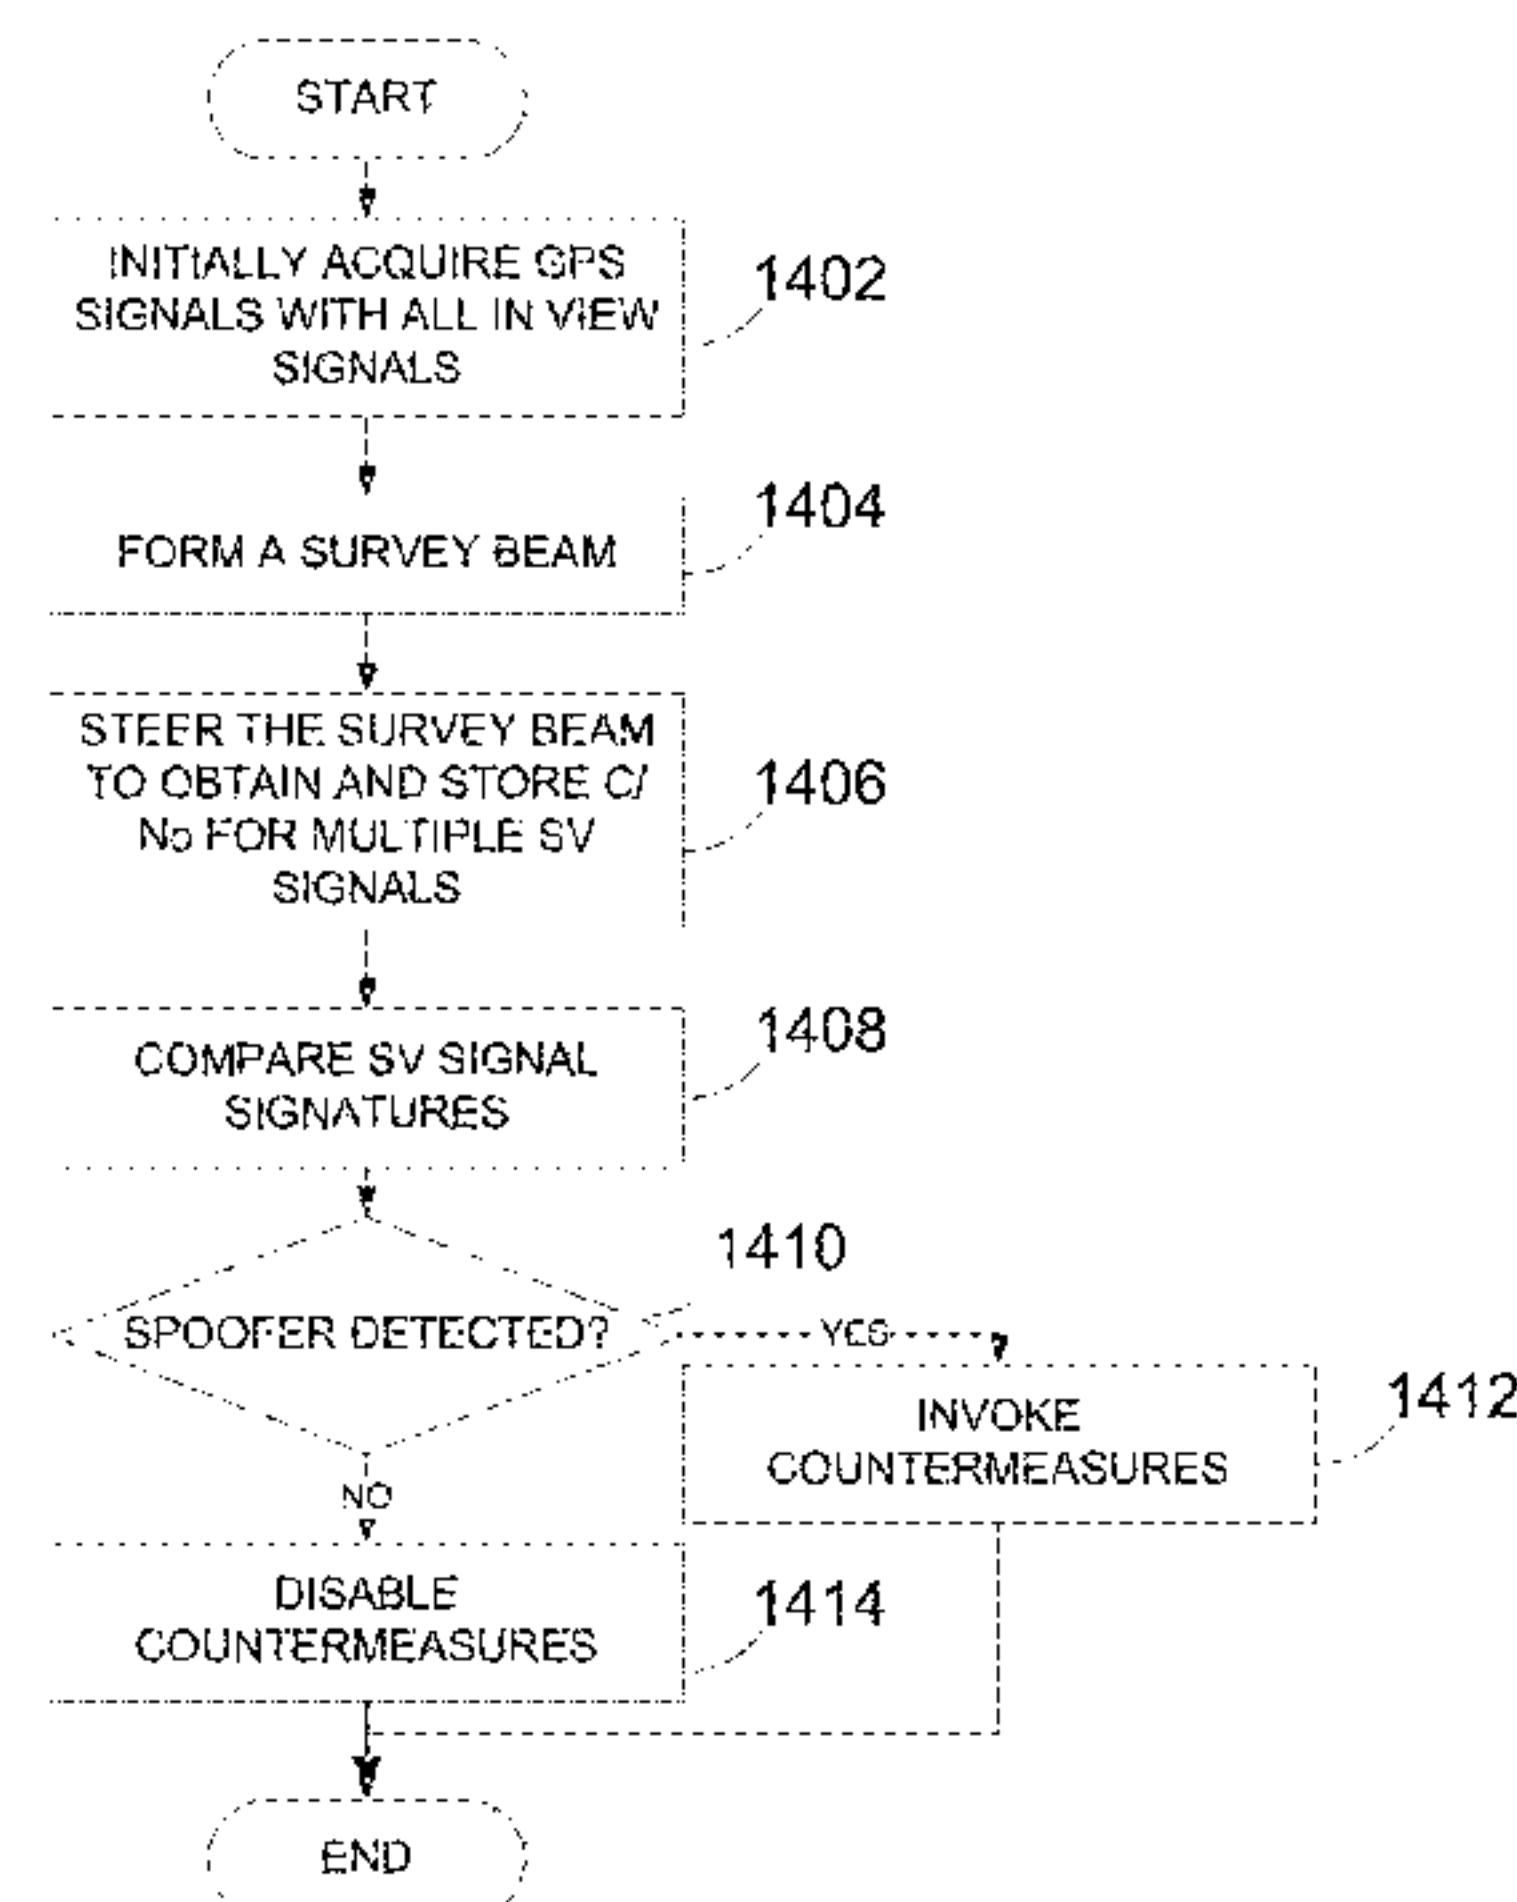 START
INITIALLY ACQUIRE GPS
SIGNALS WITH ALL IN VIEW
SIGNALS
1402
FORM A SURVEY BEAM
1404
STEER THE SURVEY BEAM
TO OBTAIN AND STORE C/
No FOR MULTIPLE SV
SIGNALS
1406
COMPARE SV SIGNAL
SIGNATURES
1408
SPOOFER DETECTED?
1410
YES
INVOKE
COUNTERMEASURES
1412
NO
DISABLE
COUNTERMEASURES
1414
END